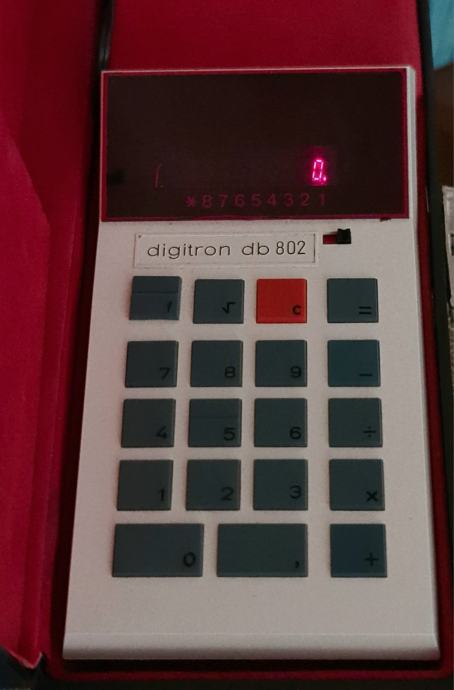 0.
*87654321
digitron db 802
f √ c =
7 8 9 −
4 5 6 ÷
1 2 3 x
0 , +